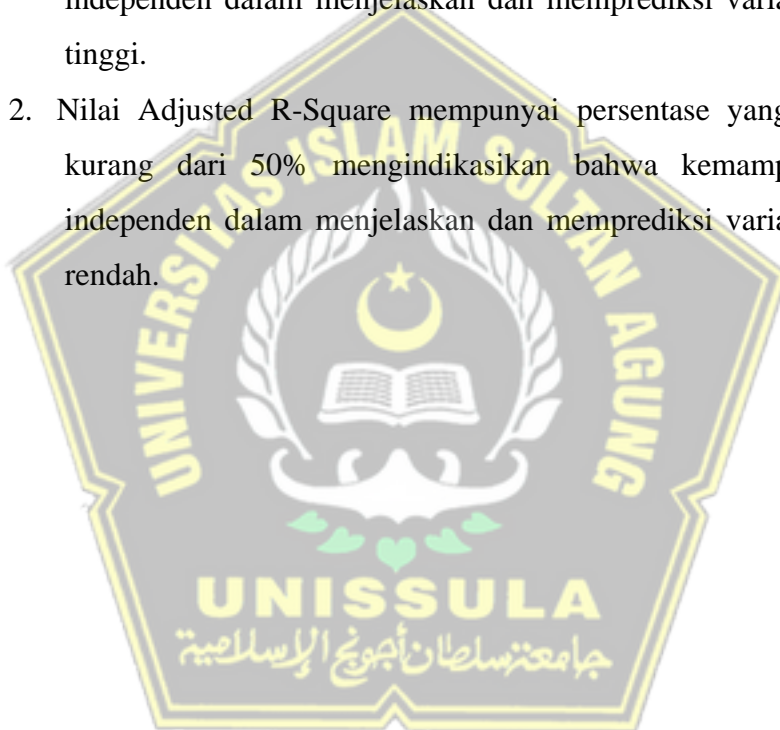 independen dalam menjelaskan dan memprediksi varia
tinggi.
2. Nilai Adjusted R-Square mempunyai persentase yang
kurang dari 50% mengindikasikan bahwa kemamp
independen dalam menjelaskan dan memprediksi varia
rendah.
UNIVERSITAS ISLAM SULTAN AGUNG
UNISSULA
جامعة سلطان أجونج الإسلامية